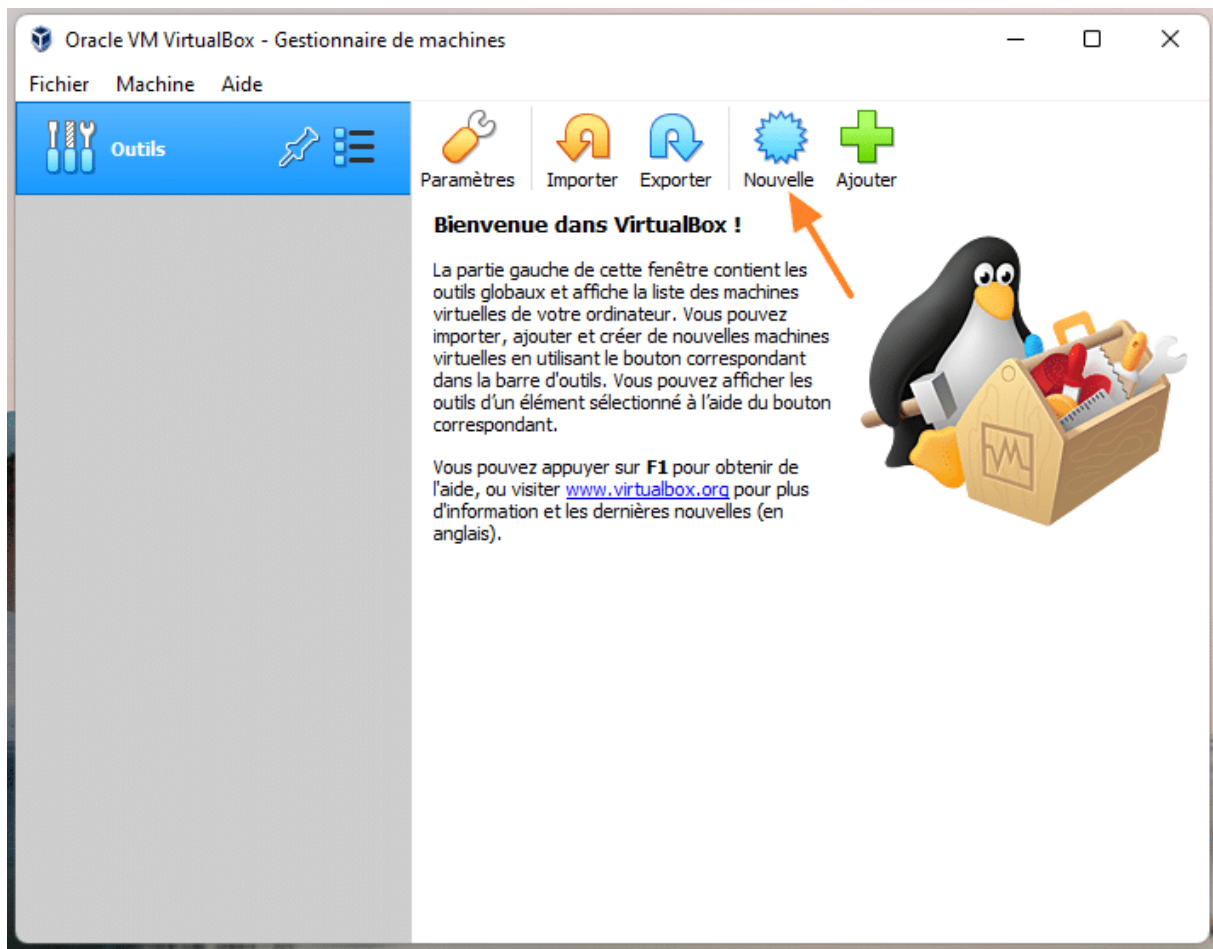 Oracle VM VirtualBox - Gestionnaire de machines
Fichier Machine Aide
Outils
Paramètres Importer Exporter Nouvelle Ajouter
Bienvenue dans VirtualBox !
La partie gauche de cette fenêtre contient les
outils globaux et affiche la liste des machines
virtuelles de votre ordinateur. Vous pouvez
importer, ajouter et créer de nouvelles machines
virtuelles en utilisant le bouton correspondant
dans la barre d'outils. Vous pouvez afficher les
outils d’un élément sélectionné à l’aide du bouton
correspondant.
Vous pouvez appuyer sur F1 pour obtenir de
l'aide, ou visiter www.virtualbox.org pour plus
d'information et les dernières nouvelles (en
anglais).